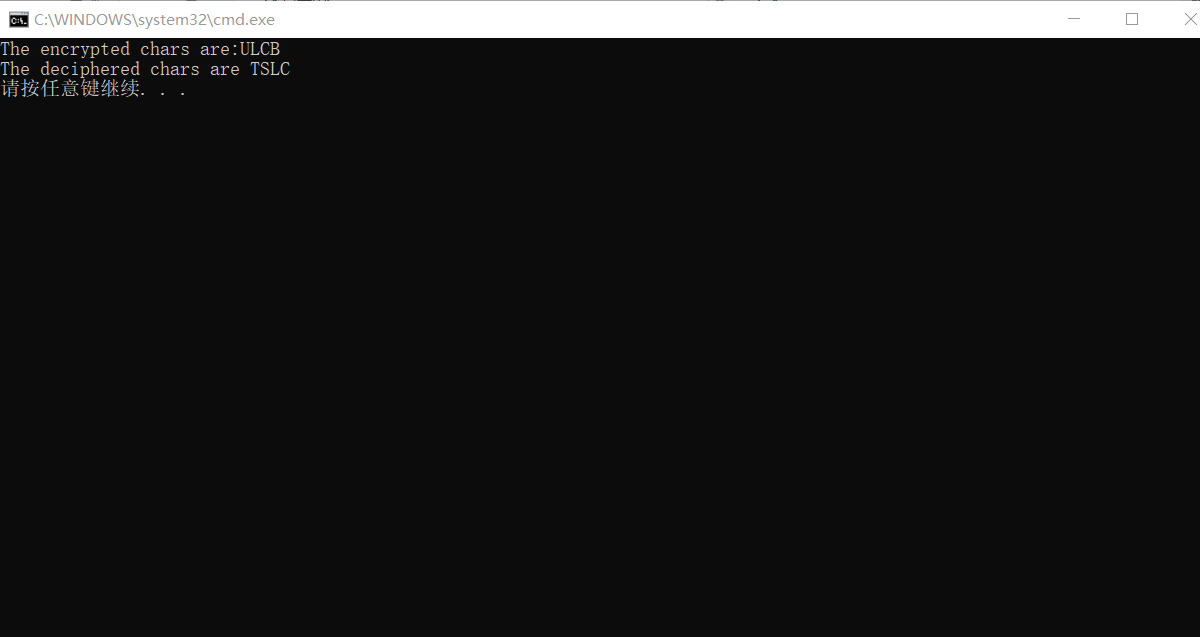 C:\WINDOWS\system32\cmd.exe
The encrypted chars are:ULCB
The deciphered chars are TSLC
请按任意键继续. . .